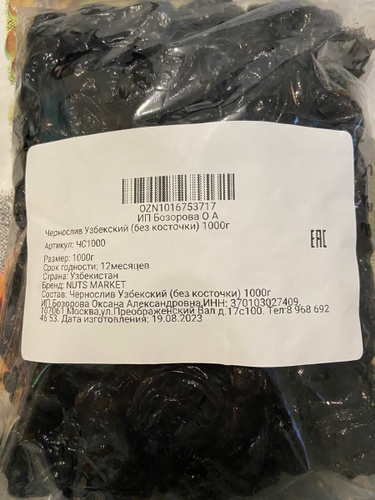 OZN1016753717
ИП Бозорова О А
Чернослив Узбекский (без косточки) 1000г
Артикул: ЧС1000
EAC
Размер: 1000г
Срок годности: 12месяцев
Страна: Узбекистан
Бренд: NUTS MARKET
Состав: Чернослив Узбекский (без косточки) 1000г
ИП Бозорова Оксана Александровна,ИНН: 370103027409,
107061,Москва,ул.Преображенский Вал д.17с100. Тел:8 968 692
46 53. Дата изготовления: 19.08.2023